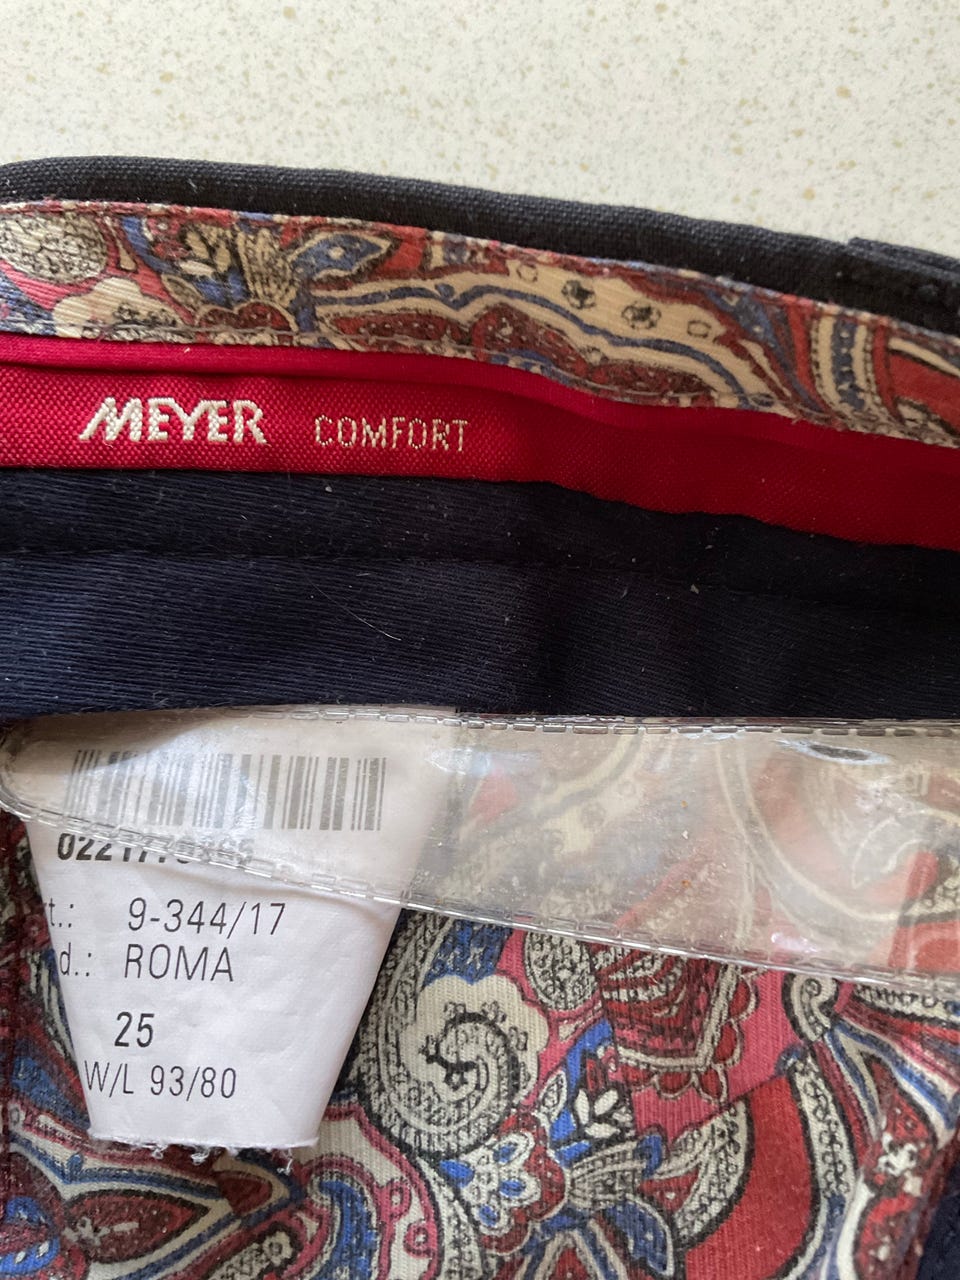 MEYER COMFORT
t.: 9-344/17
d.: ROMA
25
W/L 93/80